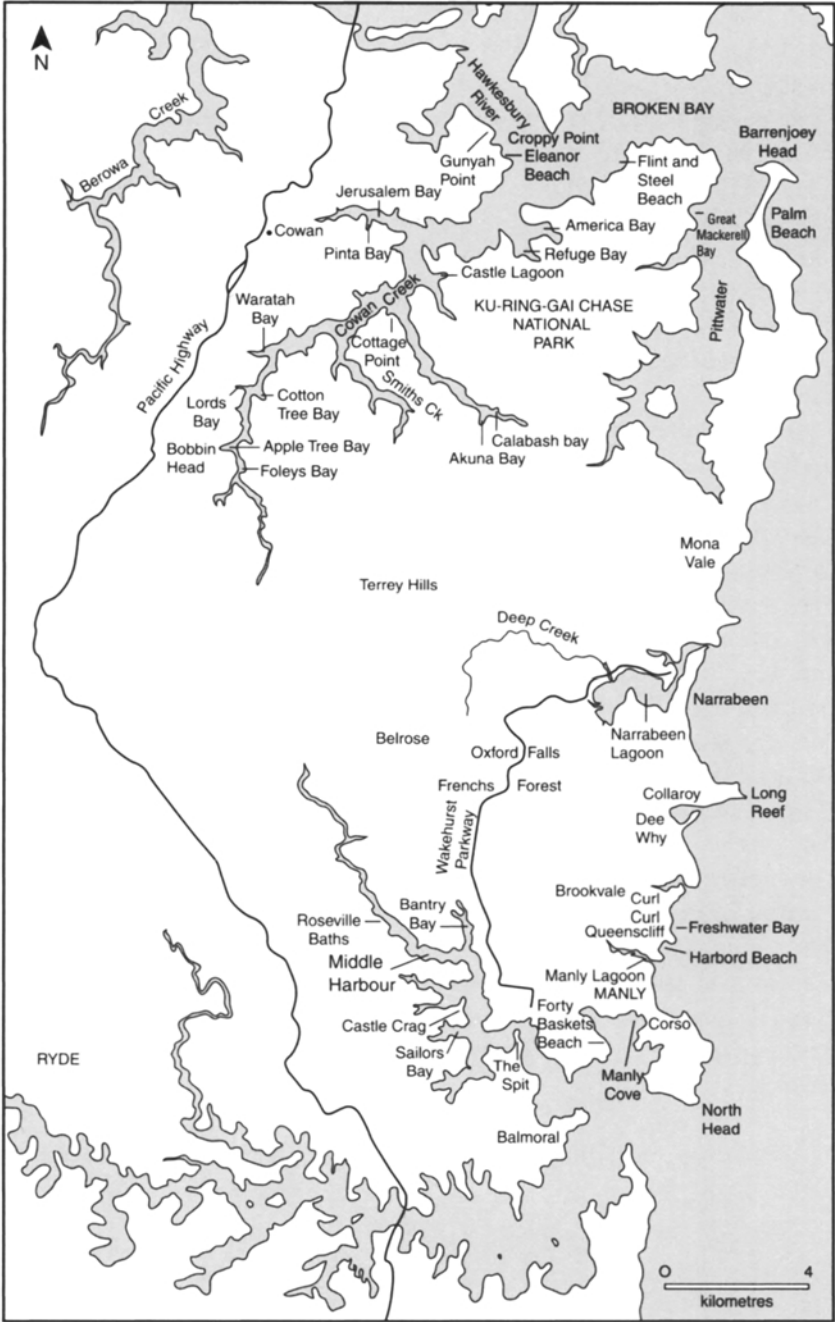 N
Berowa Creek
Hawkesbury
River
BROKEN BAY
Croppy Point
Eleanor
Beach
Gunyah
Point
Flint and
Steel
Beach
Barrenjoey
Head
Jerusalem Bay
Cowan
Pinta Bay
America Bay
Refuge Bay
Great
Mackerell
Bay
Palm
Beach
Castle Lagoon
KU-RING-GAI CHASE
NATIONAL
PARK
Pittwater
Waratah
Bay
Cowan Creek
Cottage
Point
Smiths Ck
Pacific Highway
Lords
Bay
Cotton
Tree Bay
Bobbin
Head
Apple Tree Bay
Foleys Bay
Calabash bay
Akuna Bay
Mona
Vale
Terrey Hills
Deep Creek
Narrabeen
Narrabeen
Lagoon
Belrose
Oxford Falls
Frenchs Forest
Collaroy
Long
Reef
Dee
Why
Wakehurst
Parkway
Brookvale
Curl
Curl
Queenscliff
Freshwater Bay
Harbord Beach
Bantry
Bay
Roseville
Baths
Middle
Harbour
Manly Lagoon
MANLY
Castle Crag
Forty
Baskets
Beach
Corso
Sailors
Bay
The
Spit
Manly
Cove
RYDE
North
Head
Balmoral
0 4
kilometres